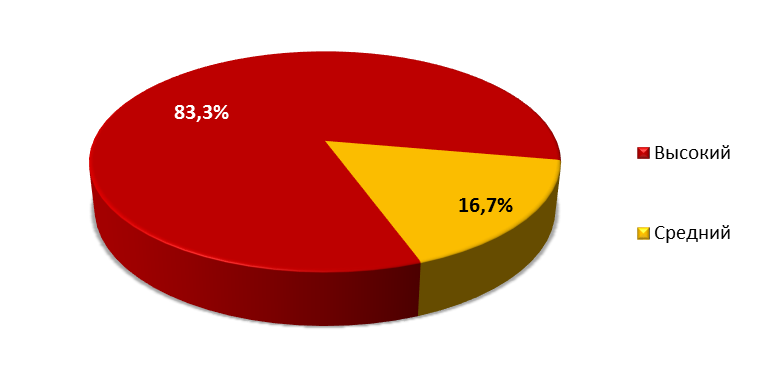 83,3%
Высокий
16,7%
Средний